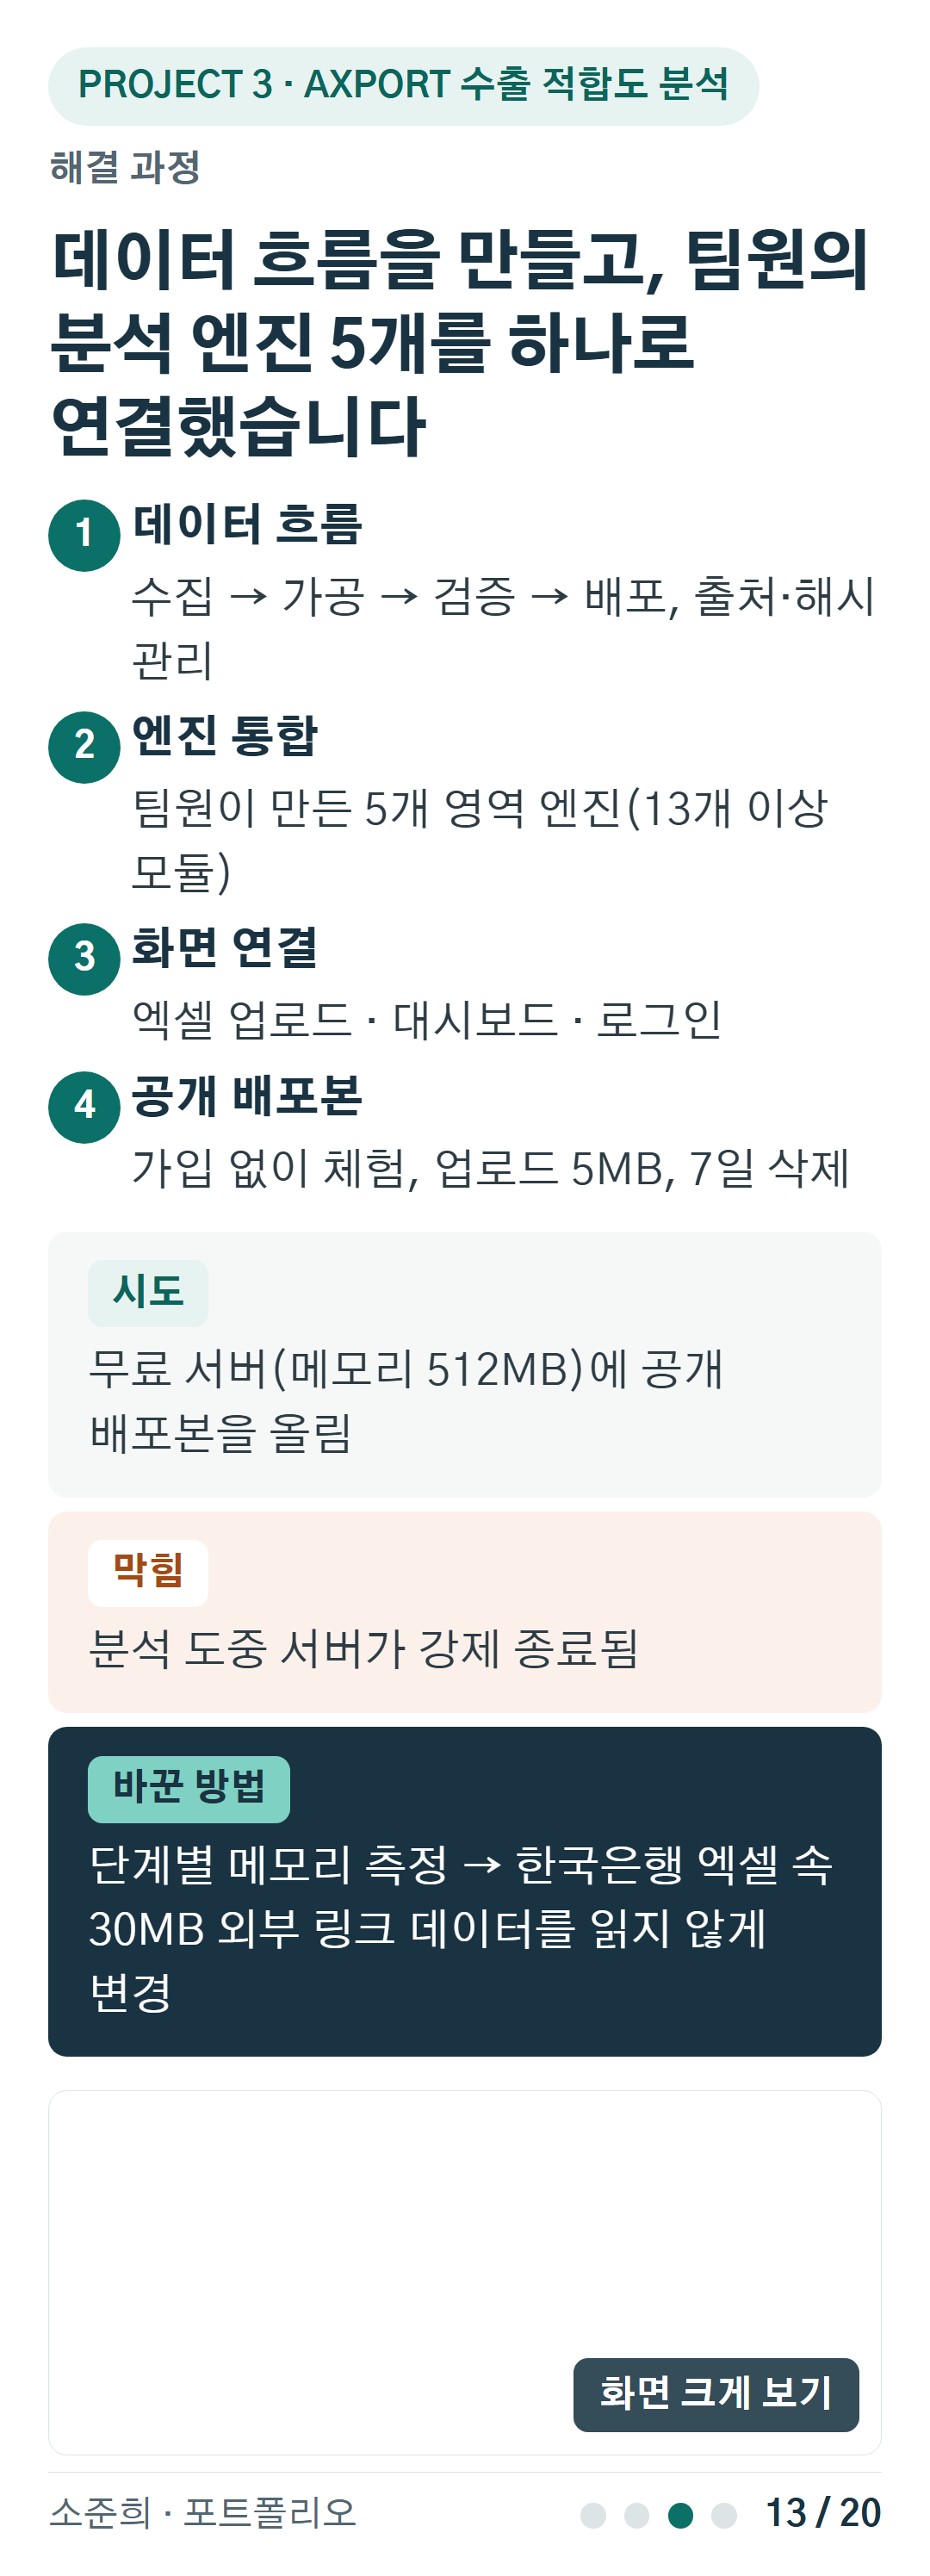 PROJECT 3 · AXPORT 수출 적합도 분석
해결 과정
데이터 흐름을 만들고, 팀원의
분석 엔진 5개를 하나로
연결했습니다
1 데이터 흐름
수집 → 가공 → 검증 → 배포, 출처·해시
관리
2 엔진 통합
팀원이 만든 5개 영역 엔진(13개 이상
모듈)
3 화면 연결
엑셀 업로드 · 대시보드 · 로그인
4 공개 배포본
가입 없이 체험, 업로드 5MB, 7일 삭제
시도
무료 서버(메모리 512MB)에 공개
배포본을 올림
막힘
분석 도중 서버가 강제 종료됨
바꾼 방법
단계별 메모리 측정 → 한국은행 엑셀 속
30MB 외부 링크 데이터를 읽지 않게
변경
화면 크게 보기
소준희 · 포트폴리오
13 / 20